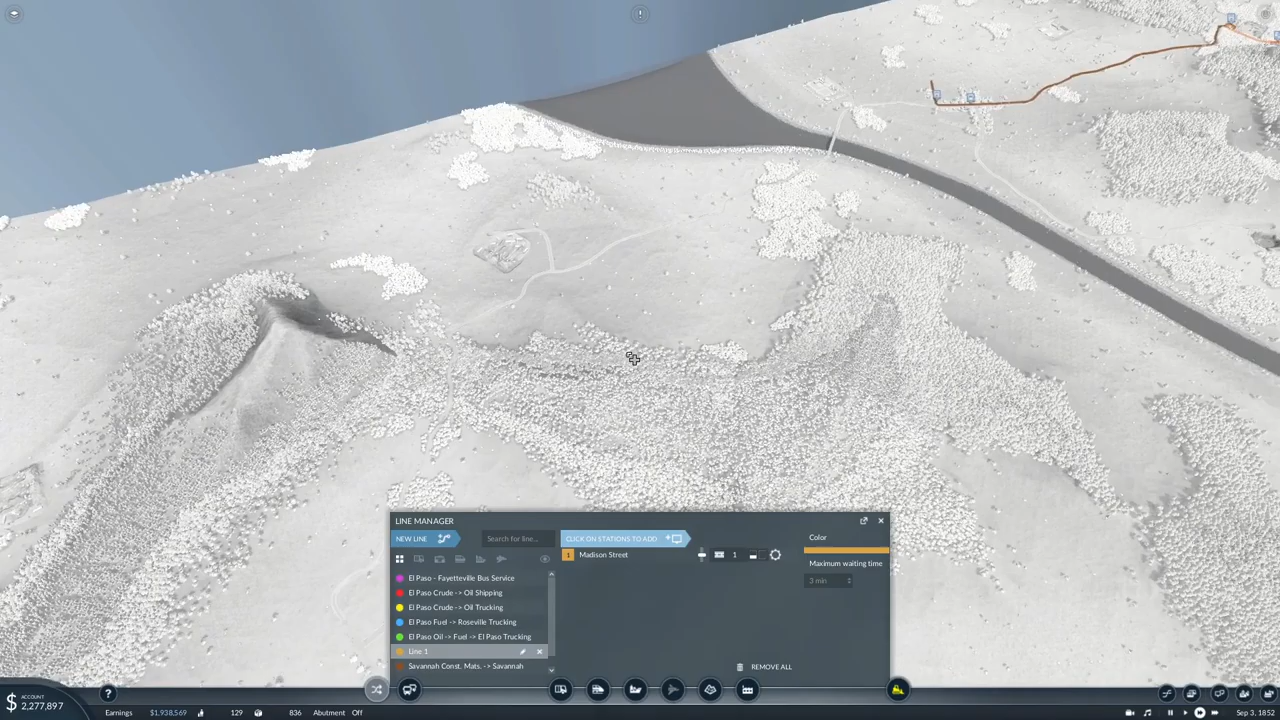 LINE MANAGER
NEW LINE
Search for line...
CLICK ON STATIONS TO ADD
Color
1 Madison Street
1
Maximum waiting time
3 min
El Paso - Fayetteville Bus Service
El Paso Crude -> Oil Shipping
El Paso Crude -> Oil Trucking
El Paso Fuel -> Roseville Trucking
El Paso Oil -> Fuel -> El Paso Trucking
Line 1
Savannah Const. Mats. -> Savannah
REMOVE ALL
$ ACCOUNT
2,277,897
?
Earnings $1,938,569 129 836 Abutment Off
Sep 3, 1852